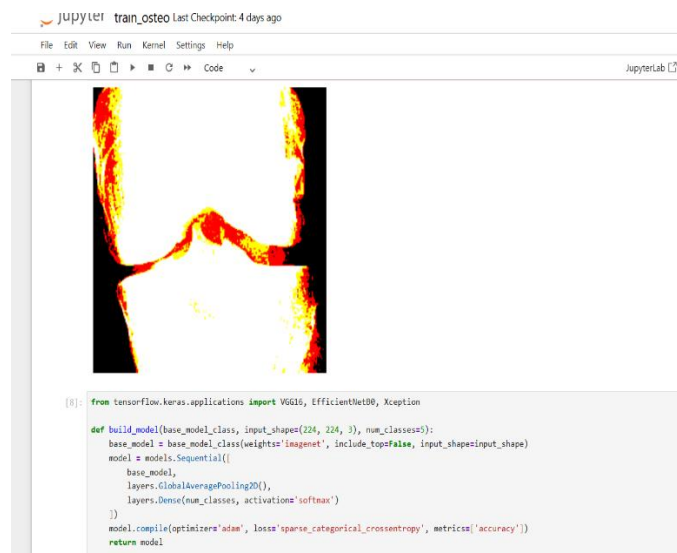 jupyter train_osteo Last Checkpoint: 4 days ago
File Edit View Run Kernel Settings Help
Code JupyterLab
[8]: from tensorflow.keras.applications import VGG16, EfficientNetB0, Xception
def build_model(base_model_class, input_shape=(224, 224, 3), num_classes=5):
base_model = base_model_class(weights='imagenet', include_top=False, input_shape=input_shape)
model = models.Sequential([
base_model,
layers.GlobalAveragePooling2D(),
layers.Dense(num_classes, activation='softmax')
])
model.compile(optimizer='adam', loss='sparse_categorical_crossentropy', metrics=['accuracy'])
return model